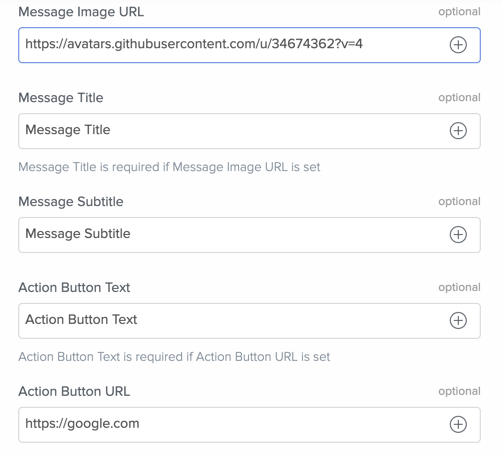 Message Image URL optional
https://avatars.githubusercontent.com/u/34674362?v=4
Message Title optional
Message Title
Message Title is required if Message Image URL is set
Message Subtitle optional
Message Subtitle
Action Button Text optional
Action Button Text
Action Button Text is required if Action Button URL is set
Action Button URL optional
https://google.com